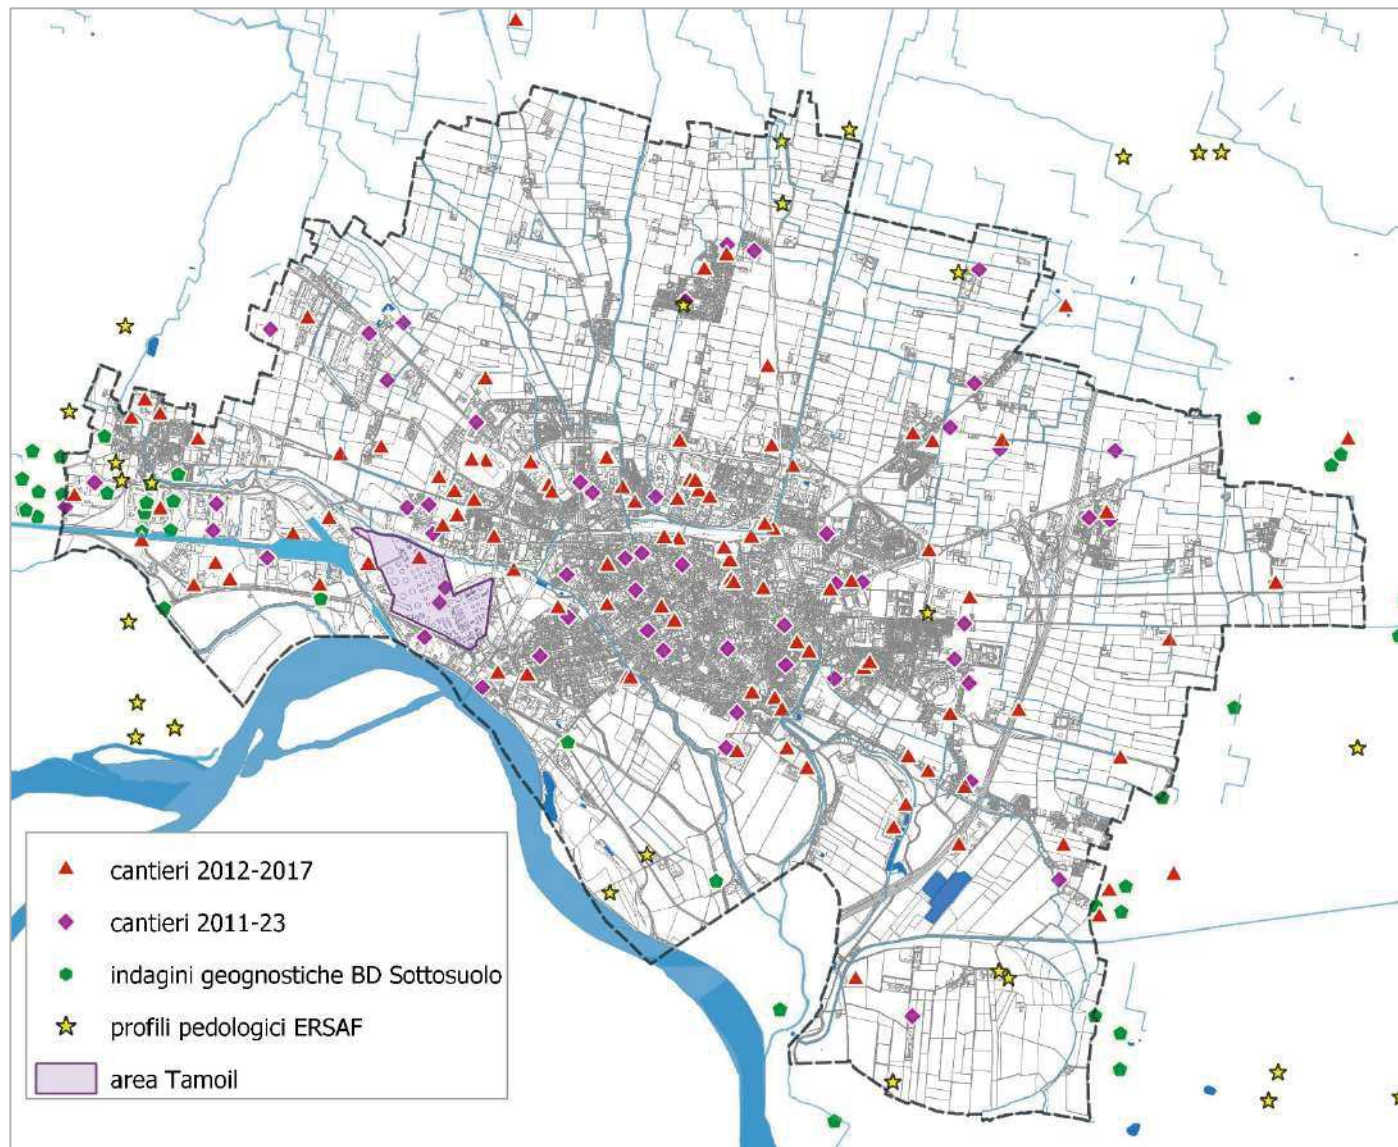 cantieri 2012-2017
cantieri 2011-23
indagini geognostiche BD Sottosuolo
profili pedologici ERSAF
area Tamoil